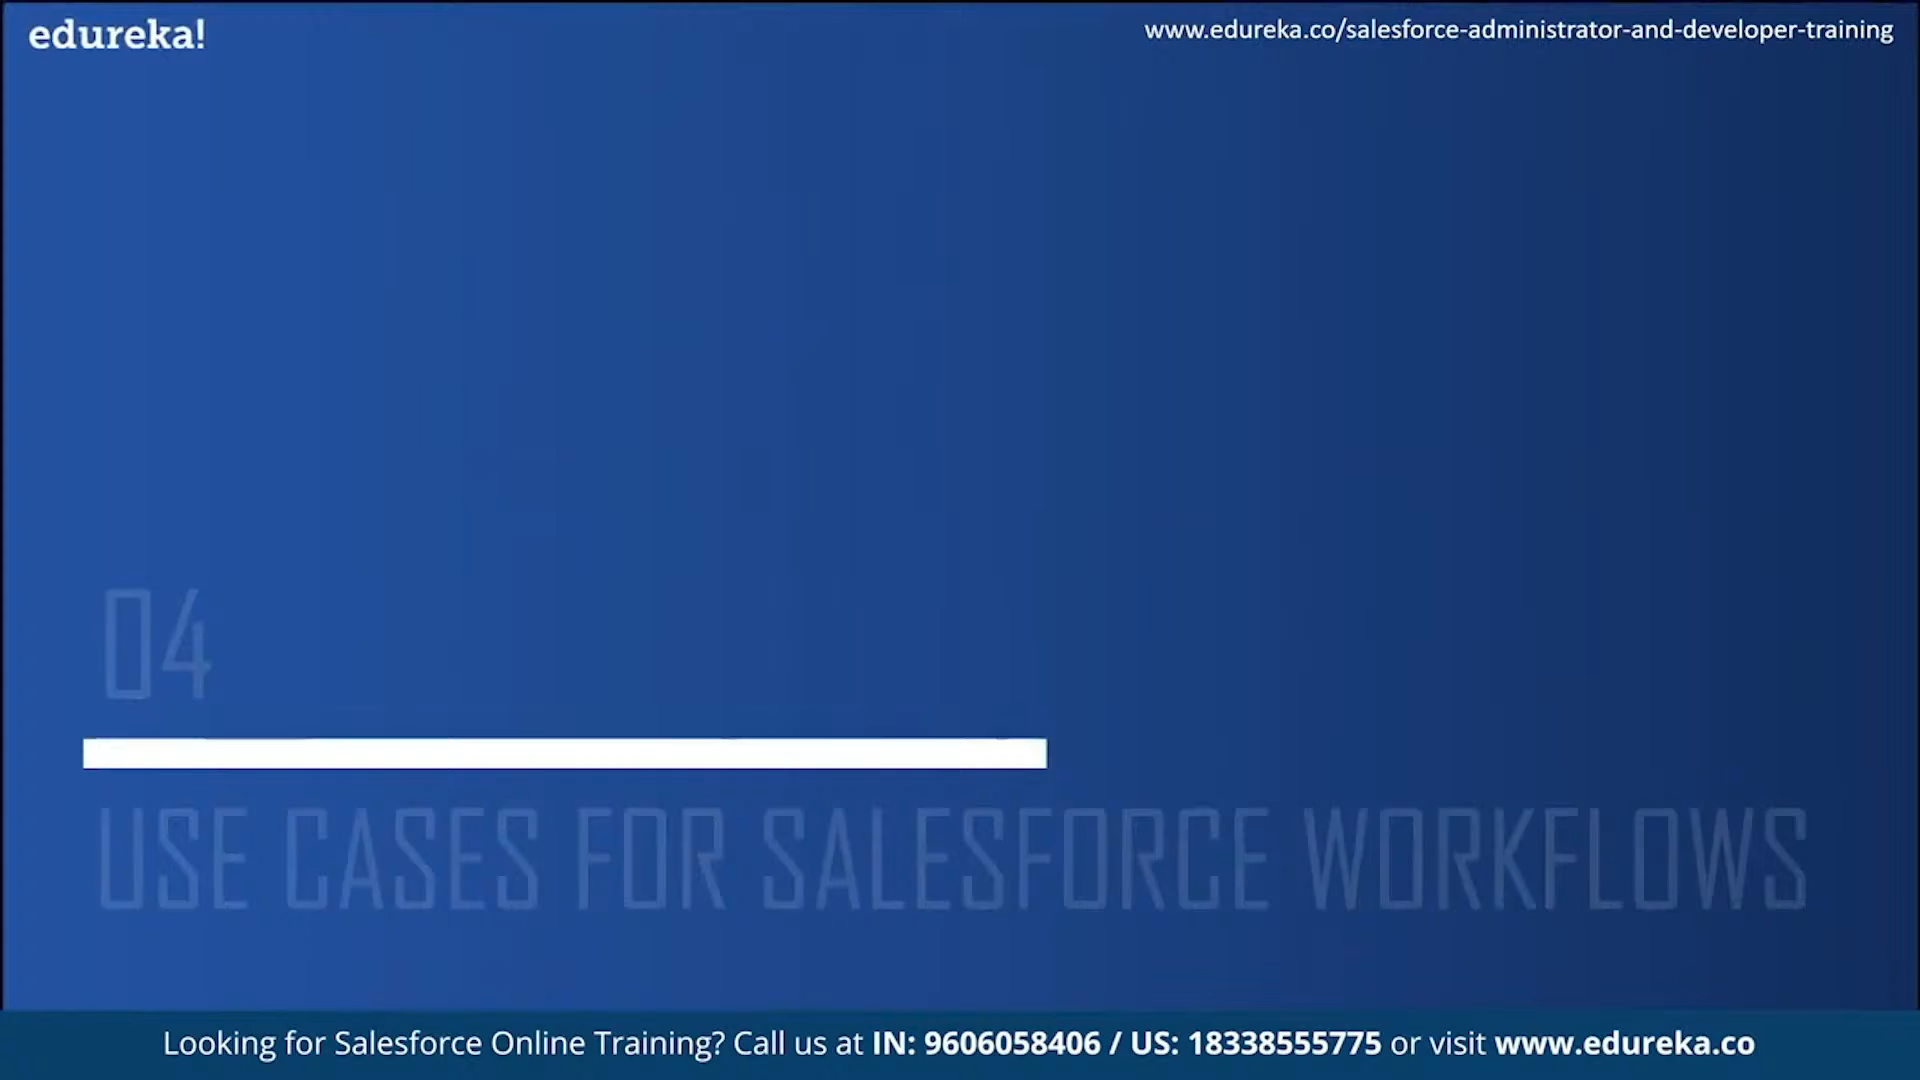 edureka!
www.edureka.co/salesforce-administrator-and-developer-training
04
USE CASES FOR SALESFORCE WORKFLOWS
Looking for Salesforce Online Training? Call us at IN: 9606058406 / US: 18338555775 or visit www.edureka.co